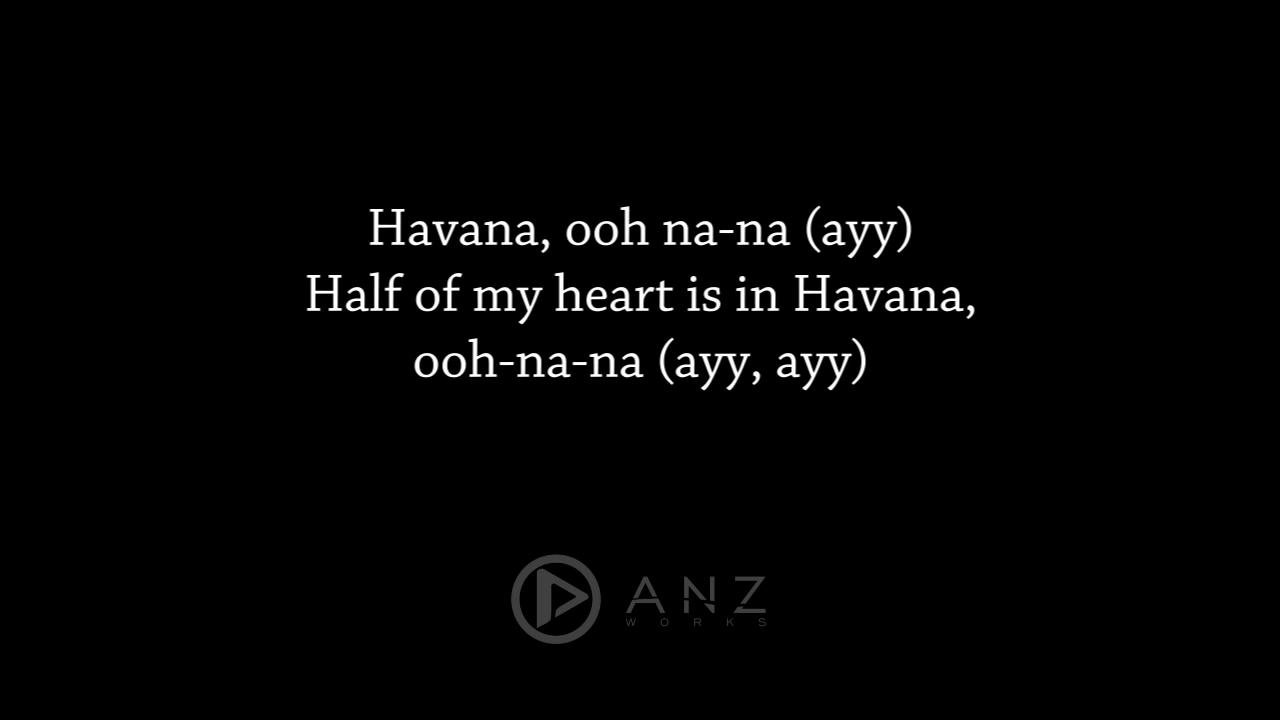 Havana, ooh na-na (ayy)
Half of my heart is in Havana,
ooh-na-na (ayy, ayy)
ANZ
WORKS